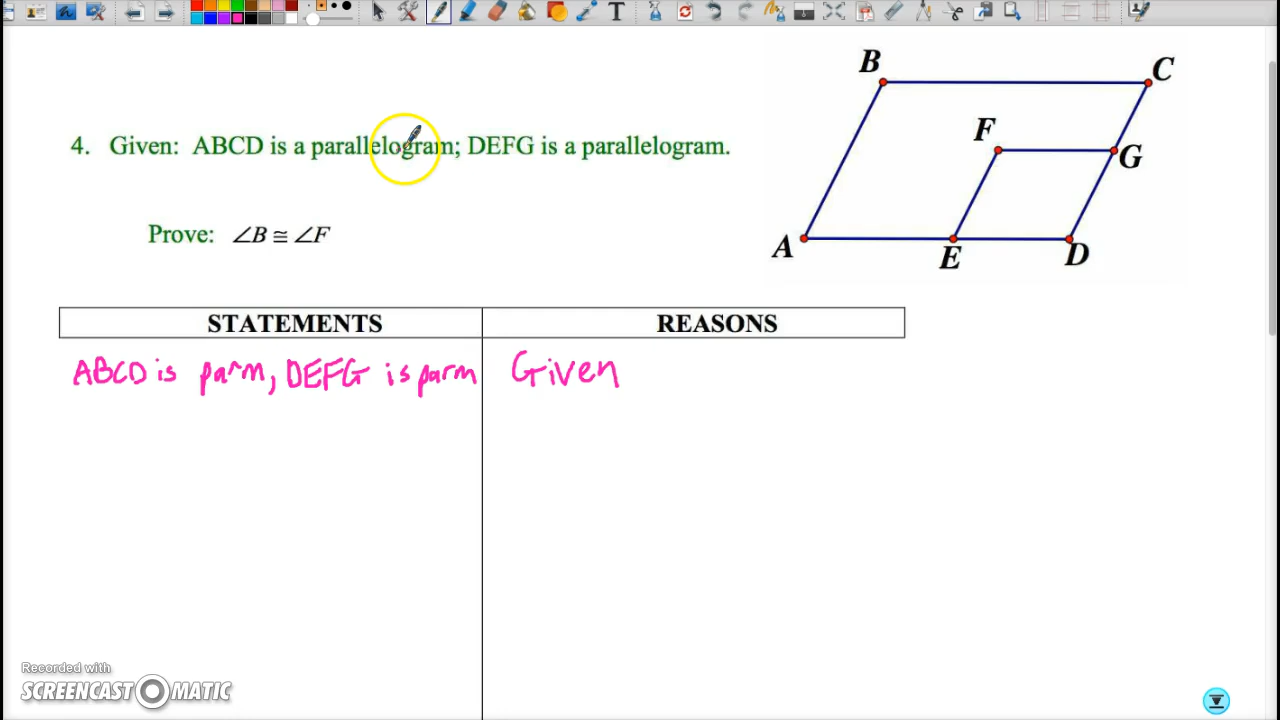 B
C
4. Given: ABCD is a parallelogram; DEFG is a parallelogram.
F
G
Prove: ∠B ≅ ∠F
A
E
D
STATEMENTS REASONS
ABCD is parm, DEFG is parm Given
Recorded with
SCREENCAST MATIC